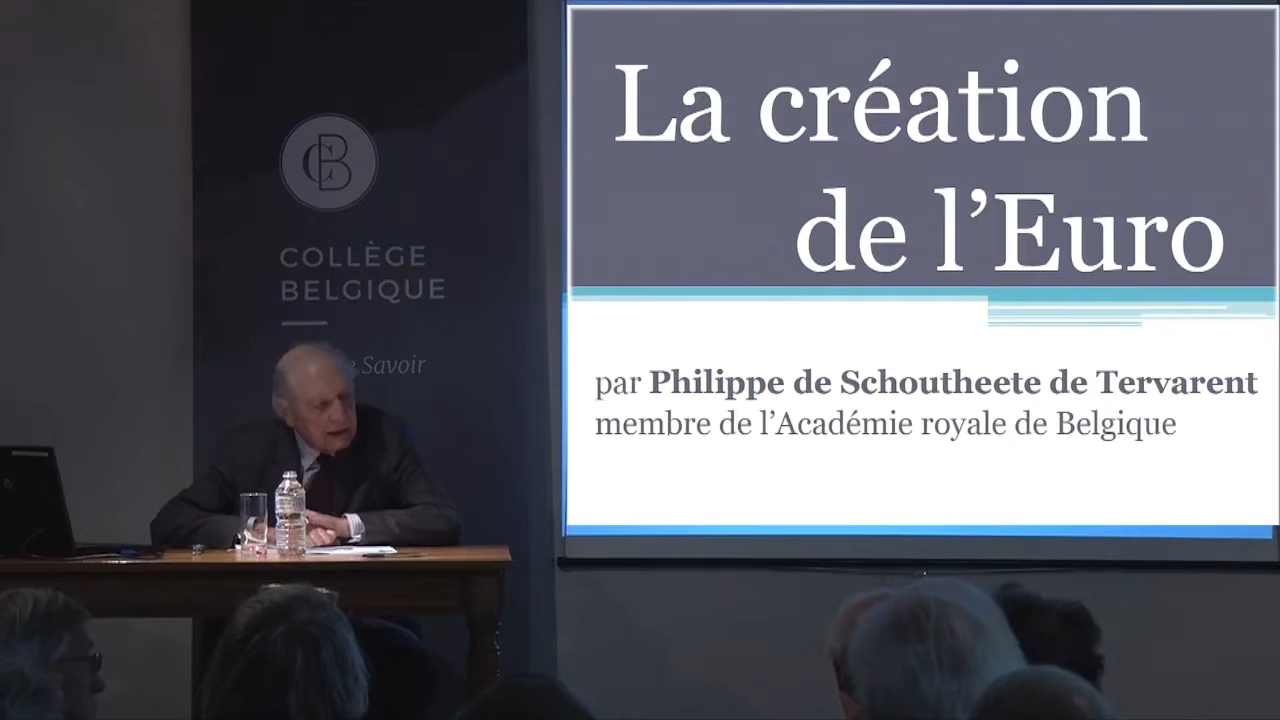 CB
COLLÈGE
BELGIQUE
Savoir
La création
de l’Euro
par Philippe de Schoutheete de Tervarent
membre de l’Académie royale de Belgique